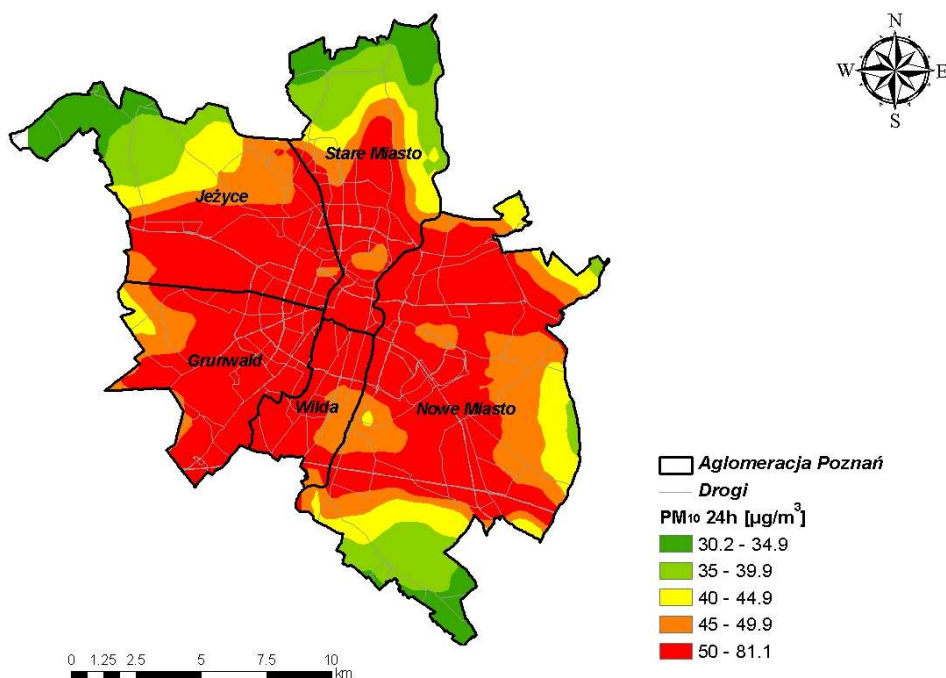 N
W E
S
Stare Miasto
Jeżyce
Grunwald
Wilda
Nowe Miasto
Aglomeracja Poznań
Drogi
PM₁₀ 24h [µg/m³]
30.2 - 34.9
35 - 39.9
40 - 44.9
45 - 49.9
50 - 81.1
0 1.25 2.5 5 7.5 10
km